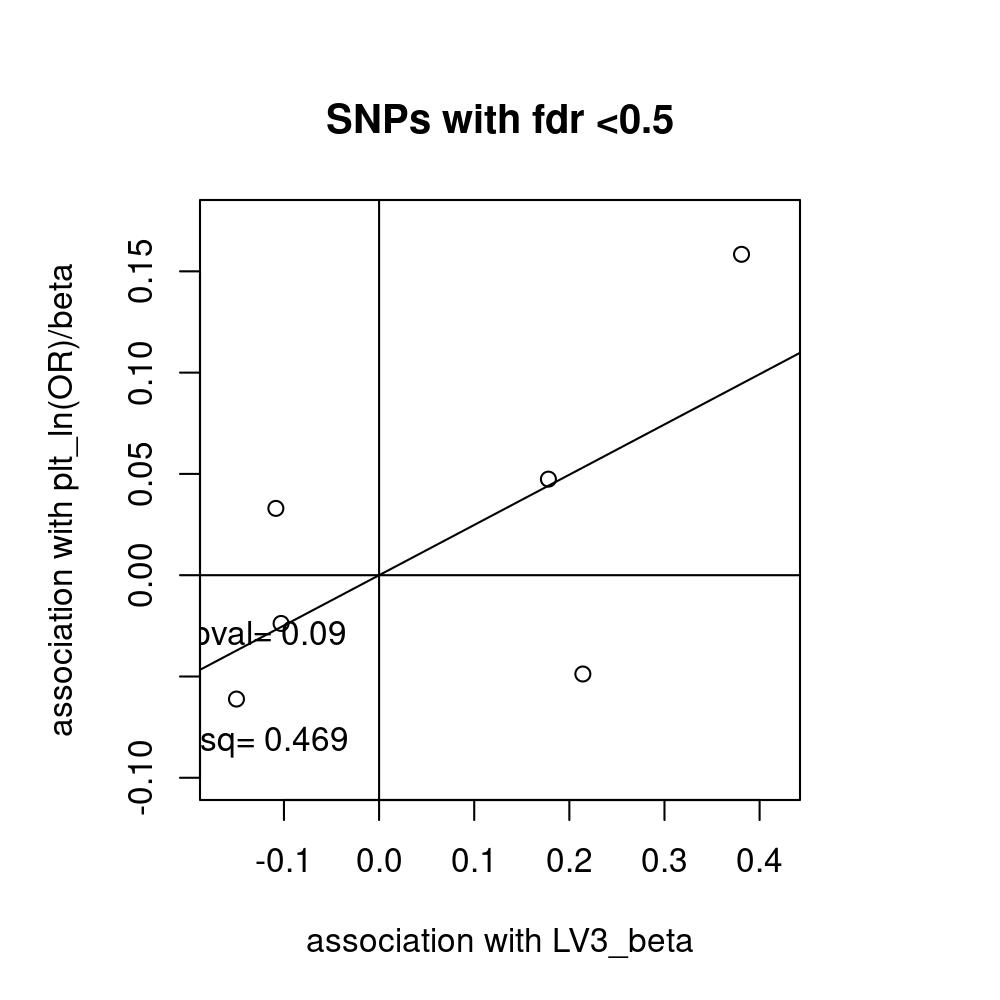 SNPs with fdr <0.5
association with plt_ln(OR)/beta
0.15
0.10
0.05
0.00
-0.10
pval= 0.09
sq= 0.469
-0.1 0.0 0.1 0.2 0.3 0.4
association with LV3_beta